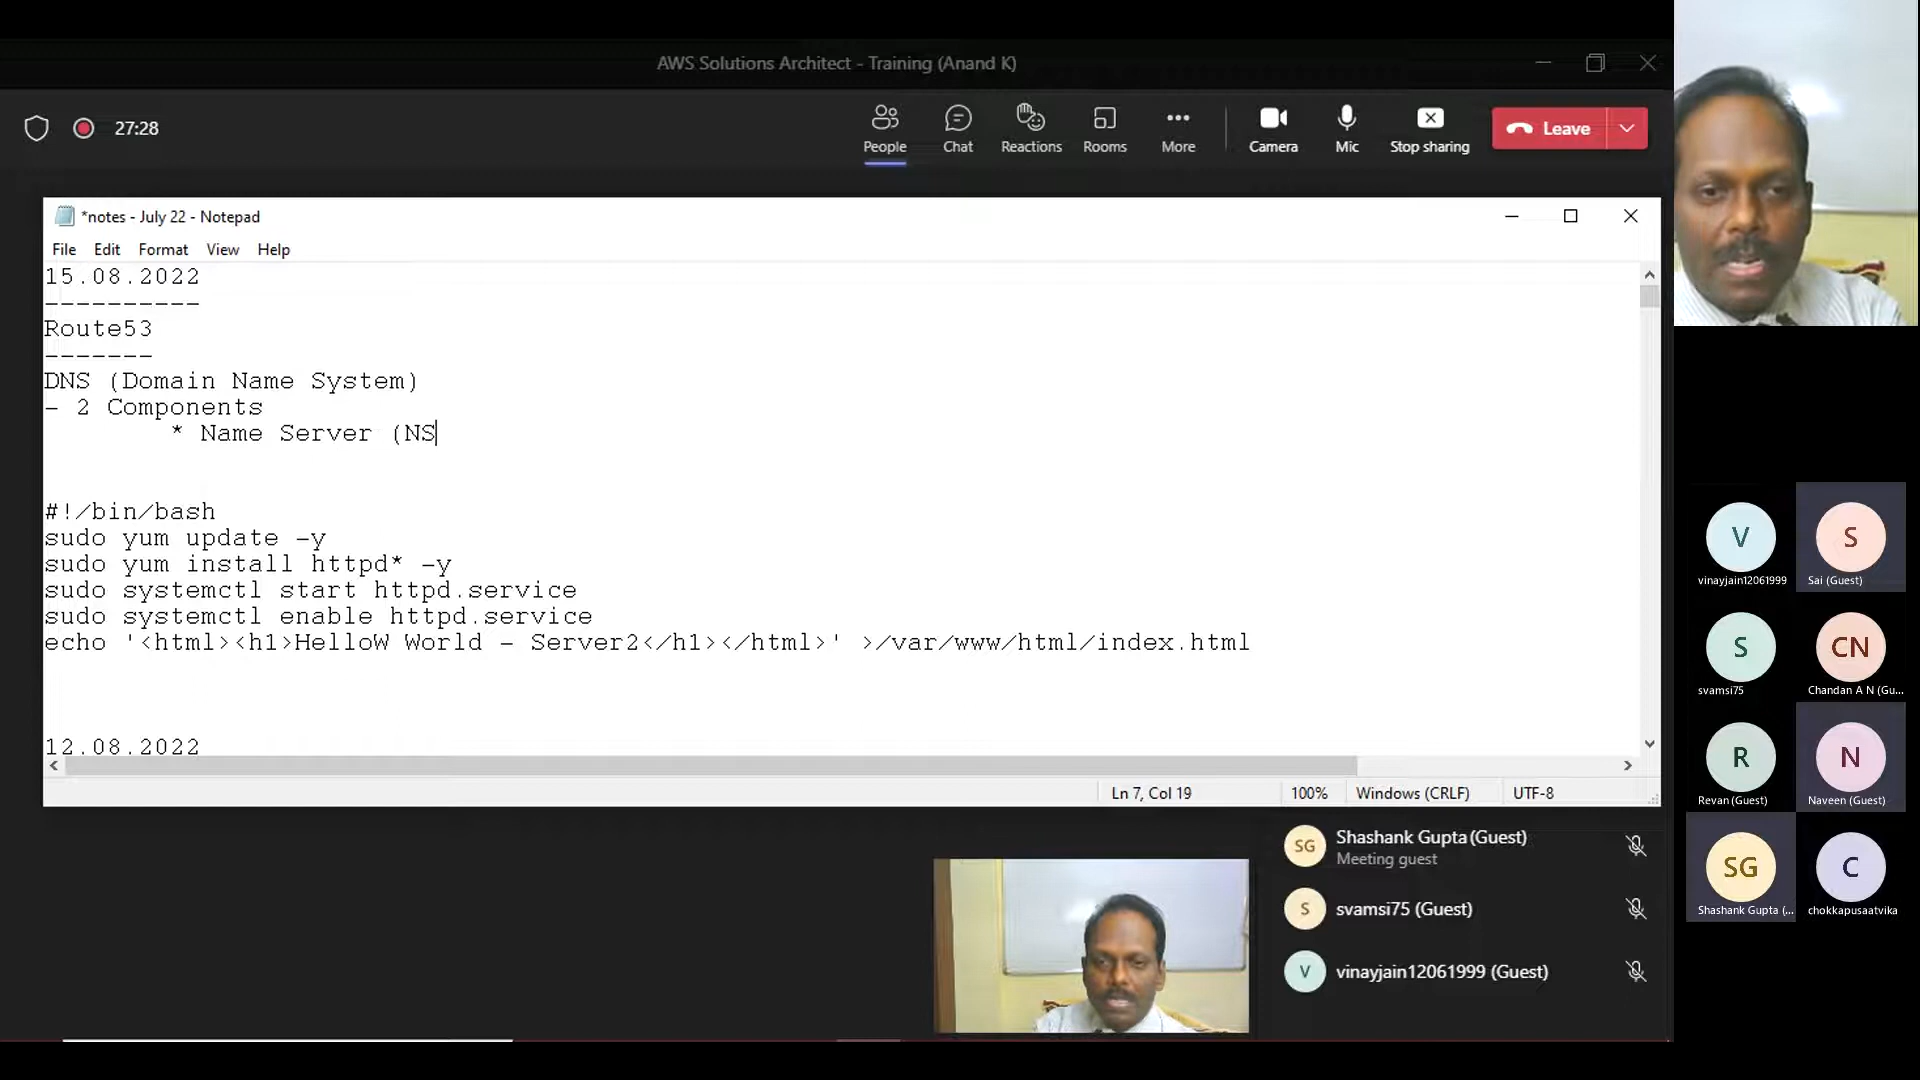 AWS Solutions Architect - Training (Anand K)
27:28
People
Chat
Reactions
Rooms
More
Camera
Mic
Stop sharing
Leave
*notes - July 22 - Notepad
File Edit Format View Help
15.08.2022
----------
Route53
-------
DNS (Domain Name System)
- 2 Components
* Name Server (NS
#!/bin/bash
sudo yum update -y
sudo yum install httpd* -y
sudo systemctl start httpd.service
sudo systemctl enable httpd.service
echo '<html><h1>HelloW World - Server2</h1></html>' >/var/www/html/index.html
12.08.2022
Ln 7, Col 19
100%
Windows (CRLF)
UTF-8
SG
Shashank Gupta (Guest)
Meeting guest
S
svamsi75 (Guest)
V
vinayjain12061999 (Guest)
V
vinayjain12061999
S
Sai (Guest)
S
svamsi75
CN
Chandan A N (Gu...
R
Revan (Guest)
N
Naveen (Guest)
SG
Shashank Gupta (...
C
chokkapusaatvika